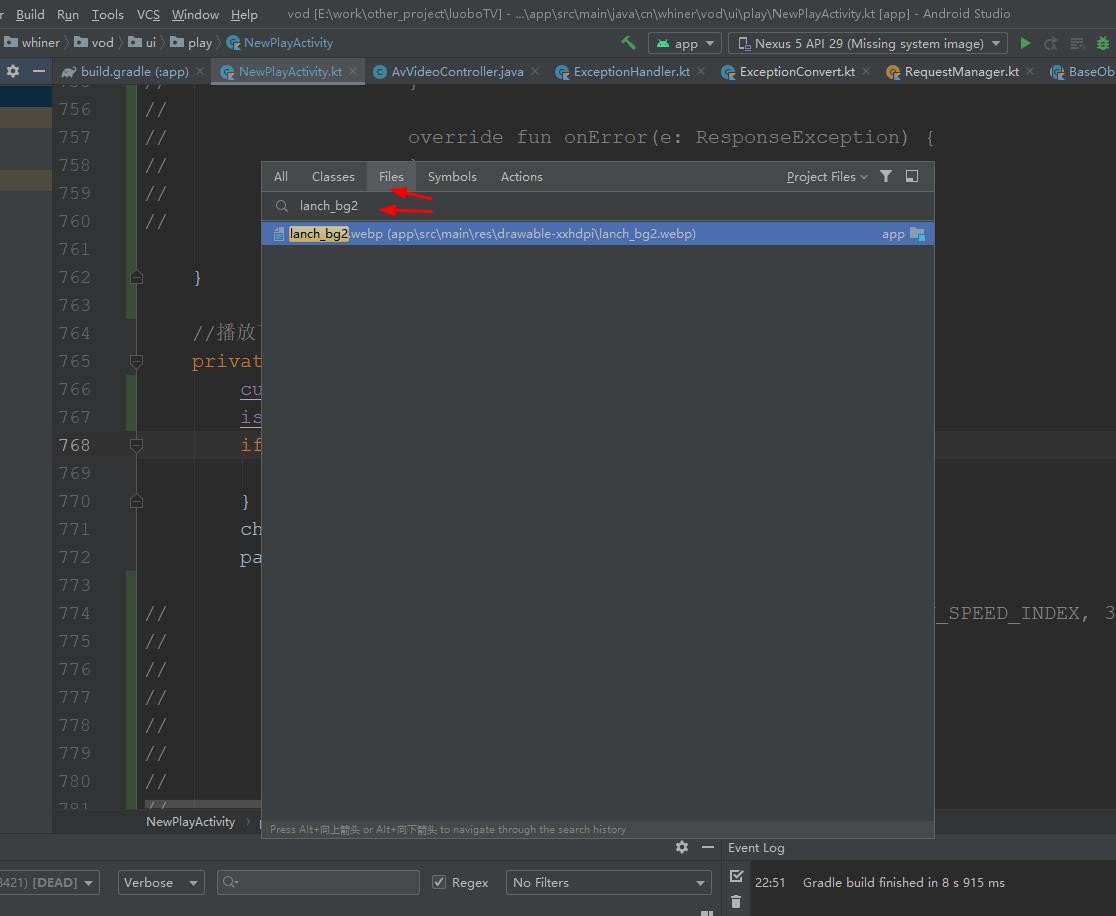 Build Run Tools VCS Window Help vod [E:\work\other_project\luoboTV] - ...\app\src\main\java\cn\whiner\vod\ui\play\NewPlayActivity.kt [app] - Android Studio
whiner vod ui play NewPlayActivity app Nexus 5 API 29 (Missing system image)
build.gradle (:app) NewPlayActivity.kt AvVideoController.java ExceptionHandler.kt ExceptionConvert.kt RequestManager.kt BaseOb
756 //
757 // override fun onError(e: ResponseException) {
758 //
All Classes Files Symbols Actions Project Files
759 //
lanch_bg2
760 //
lanch_bg2.webp (app\src\main\res\drawable-xxhdpi\lanch_bg2.webp) app
761
762 }
763
764 //播放
765 privat
766 cu
767 is
768 if
769
770 }
771 ch
772 pa
773
774 // _SPEED_INDEX, 3
775 //
776 //
777 //
778 //
779 //
780 //
781 //
NewPlayActivity
Press Alt+向上箭头 or Alt+向下箭头 to navigate through the search history
Event Log
3421) [DEAD] Verbose Regex No Filters
22:51 Gradle build finished in 8 s 915 ms